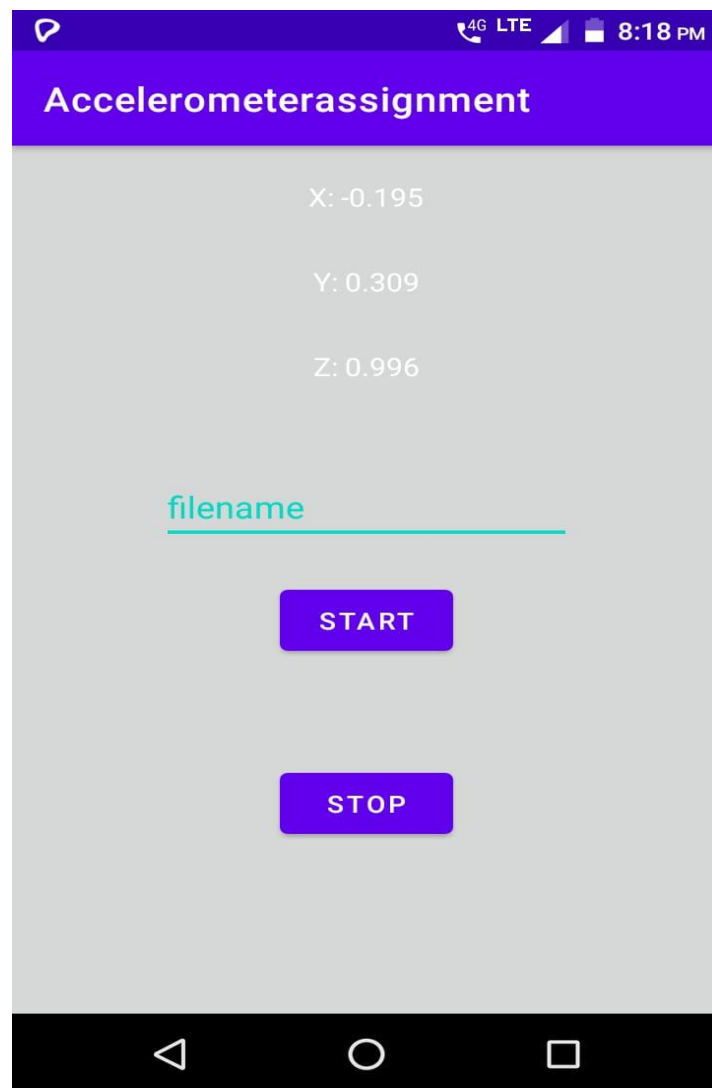 4G LTE 8:18 PM
Accelerometerassignment
X: -0.195
Y: 0.309
Z: 0.996
filename
START
STOP